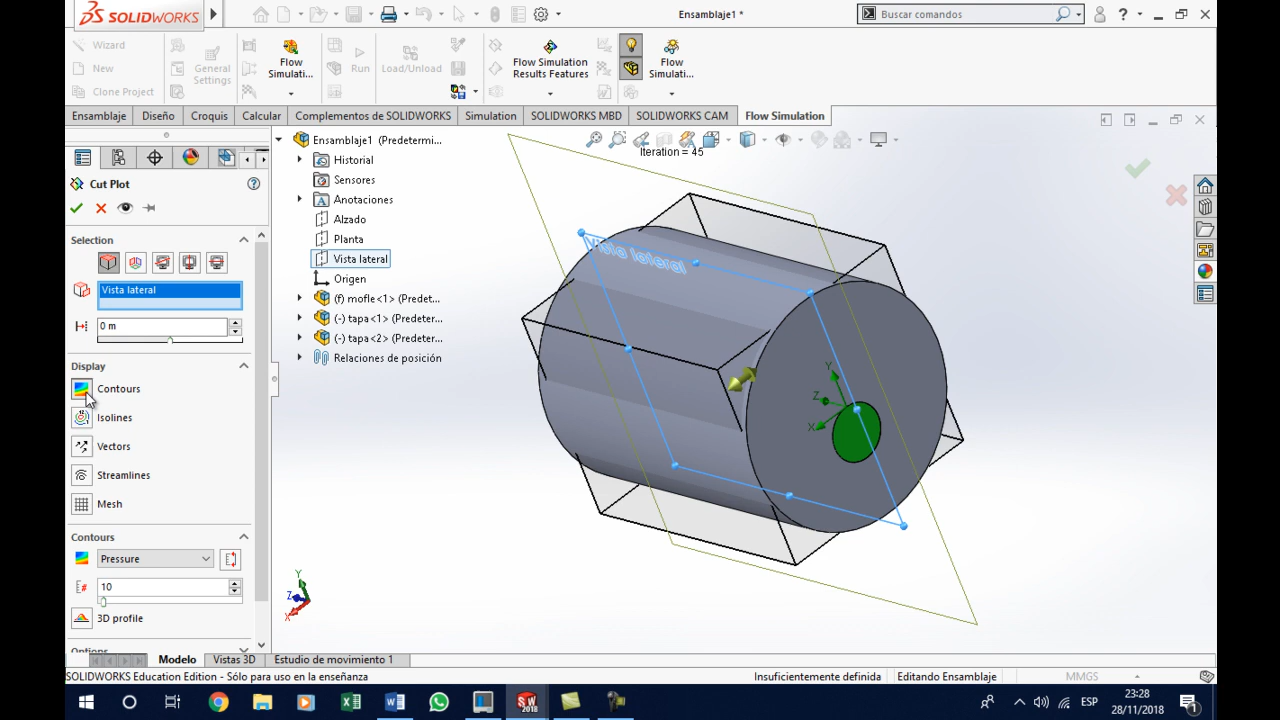 SOLIDWORKS
Ensamblaje1 *
Buscar comandos
?
Wizard
New
Clone Project
General
Settings
Flow
Simulati...
Run
Load/Unload
Flow Simulation
Results Features
Flow
Simulati...
Ensamblaje
Diseño
Croquis
Calcular
Complementos de SOLIDWORKS
Simulation
SOLIDWORKS MBD
SOLIDWORKS CAM
Flow Simulation
Cut Plot
?
Selection
Vista lateral
0 m
Display
Contours
Isolines
Vectors
Streamlines
Mesh
Contours
Pressure
10
3D profile
Options
Ensamblaje1 (Predetermi...
Historial
Sensores
Anotaciones
Alzado
Planta
Vista lateral
Origen
(f) mofle<1> (Predet...
(-) tapa<1> (Predeter...
(-) tapa<2> (Predeter...
Relaciones de posición
Iteration = 45
Vista lateral
Y
Z
X
Y
Z
X
Modelo
Vistas 3D
Estudio de movimiento 1
SOLIDWORKS Education Edition - Sólo para uso en la enseñanza
Insuficientemente definida
Editando Ensamblaje
MMGS
SW
2018
ESP
23:28
28/11/2018
1